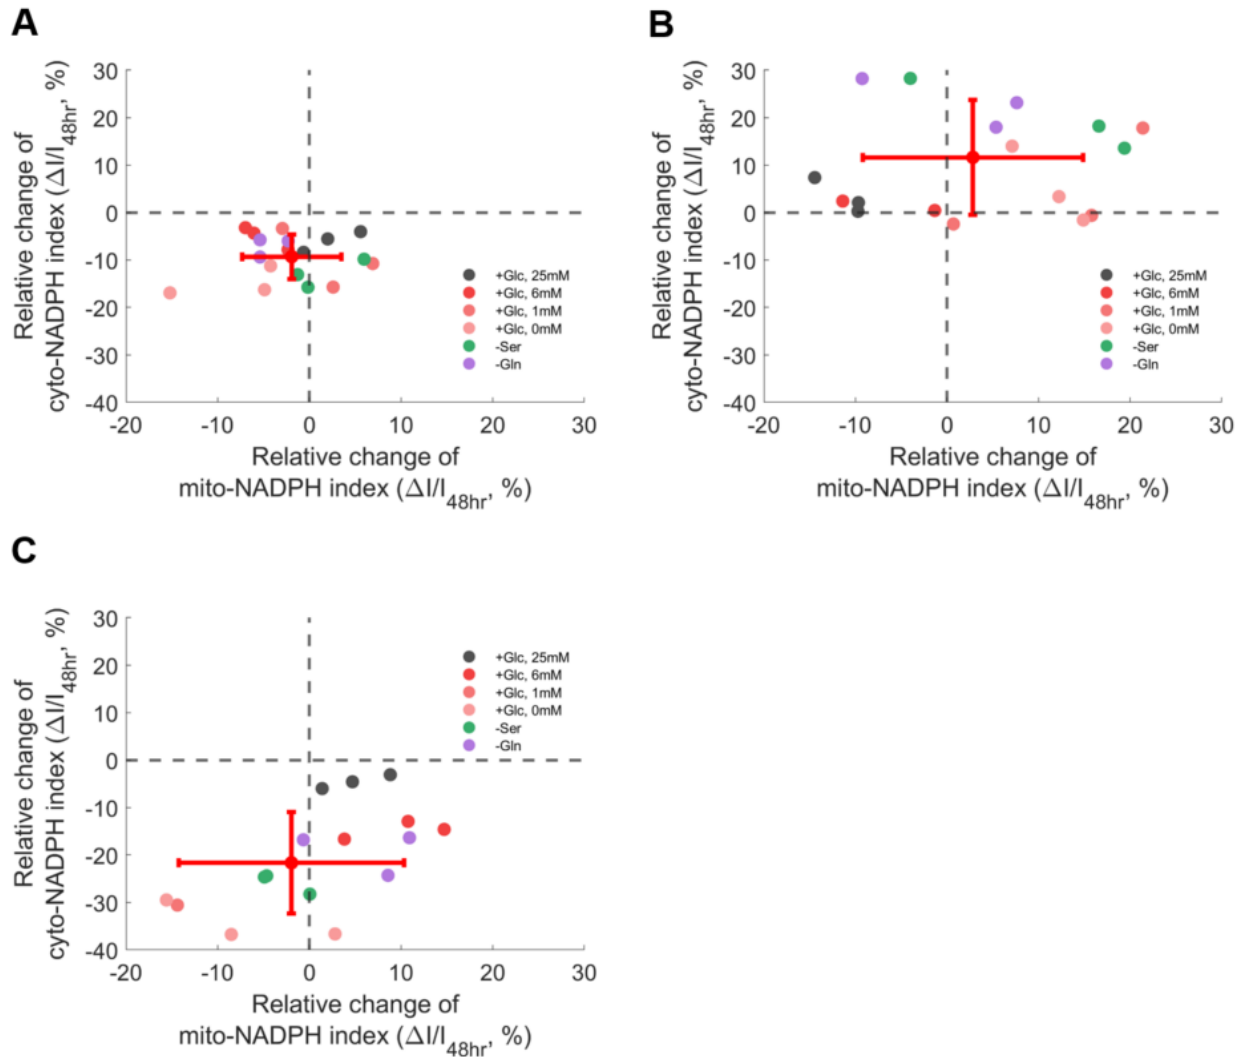 A
Relative change of
cyto-NADPH index (ΔI/I48hr, %)
30
20
10
0
-10
-20
-30
-40
+Glc, 25mM
+Glc, 6mM
+Glc, 1mM
+Glc, 0mM
-Ser
-Gln
-20 -10 0 10 20 30
Relative change of
mito-NADPH index (ΔI/I48hr, %)
B
Relative change of
cyto-NADPH index (ΔI/I48hr, %)
30
20
10
0
-10
-20
-30
-40
+Glc, 25mM
+Glc, 6mM
+Glc, 1mM
+Glc, 0mM
-Ser
-Gln
-20 -10 0 10 20 30
Relative change of
mito-NADPH index (ΔI/I48hr, %)
C
Relative change of
cyto-NADPH index (ΔI/I48hr, %)
30
20
10
0
-10
-20
-30
-40
+Glc, 25mM
+Glc, 6mM
+Glc, 1mM
+Glc, 0mM
-Ser
-Gln
-20 -10 0 10 20 30
Relative change of
mito-NADPH index (ΔI/I48hr, %)